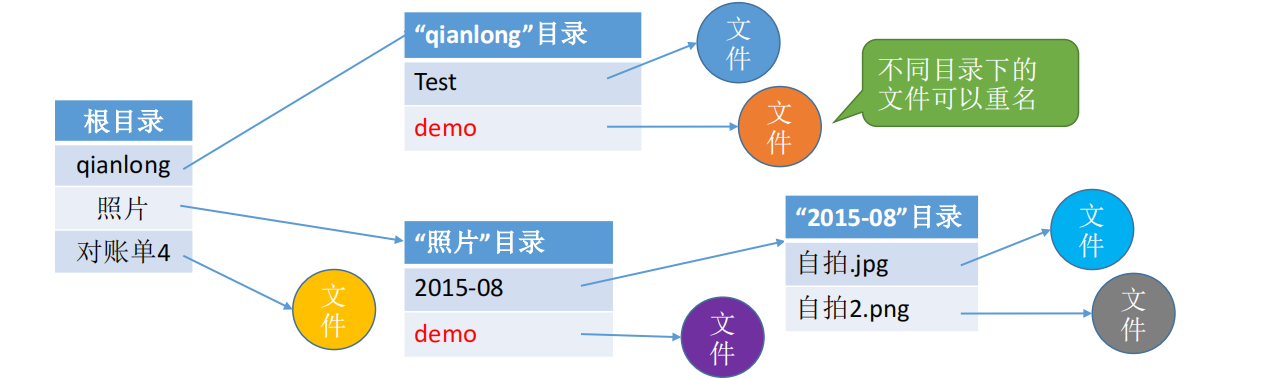 根目录
qianlong
照片
对账单4
文
件
“qianlong”目录
Test
demo
文
件
文
件
不同目录下的
文件可以重名
“照片”目录
2015-08
demo
文
件
“2015-08”目录
自拍.jpg
自拍2.png
文
件
文
件